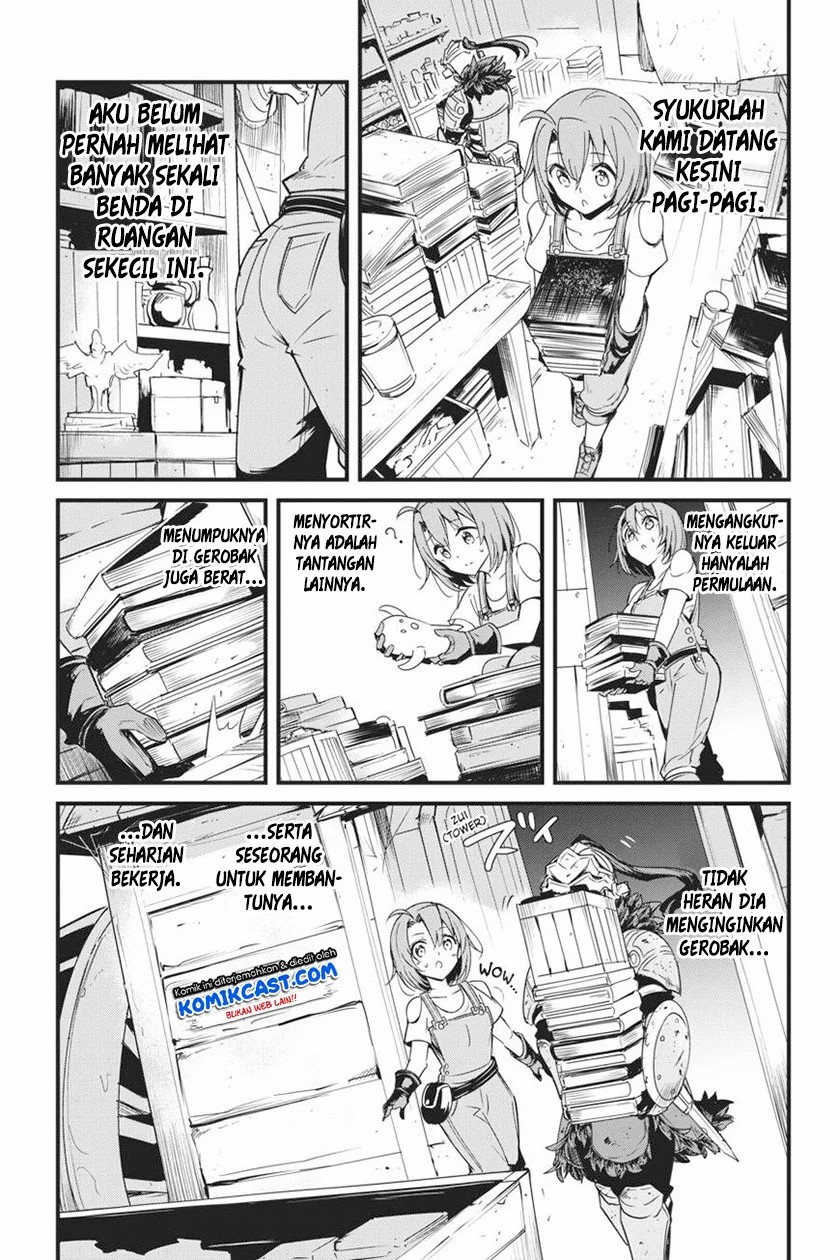 SYUKURLAH
KAMI DATANG
KESINI
PAGI-PAGI.
AKU BELUM
PERNAH MELIHAT
BANYAK SEKALI
BENDA DI
RUANGAN
SEKECIL INI.
MENGANGKUT-
NYA KELUAR
HANYALAH
PERMULAAN.
MENYORTIR-
NYA ADALAH
TANTANGAN
LAINNYA.
?
MENUMPUKNYA
DI GEROBAK
JUGA BERAT...
TIDAK
HERAN DIA
MENGINGINKAN
GEROBAK...
ズイ
ZUI
(TOWER)
WOW...
...SERTA
SESEORANG
UNTUK MEMBAN-
TUNYA...
...DAN
SEHARIAN
BEKERJA.
Komik ini diterjemahkan & diedit oleh
KOMIKCAST.COM
BUKAN WEB LAIN!!